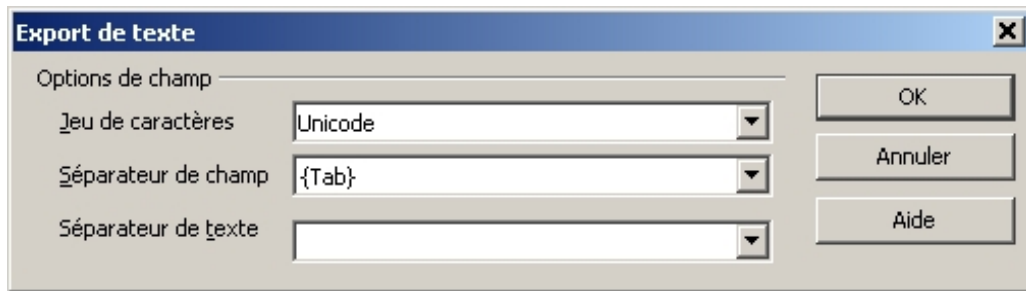 Export de texte
Options de champ
OK
Jeu de caractères
Unicode
Annuler
Séparateur de champ
{Tab}
Séparateur de texte
Aide